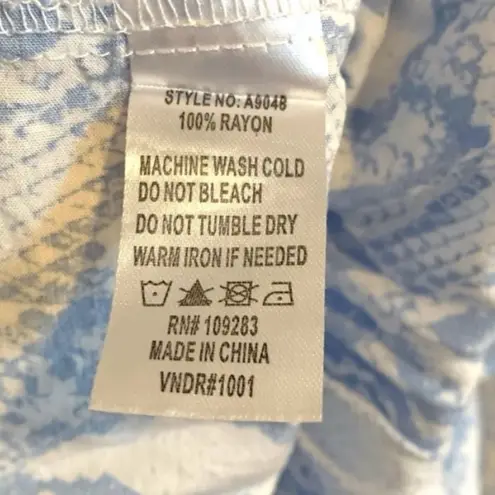 STYLE NO: A9048
100% RAYON
MACHINE WASH COLD
DO NOT BLEACH
DO NOT TUMBLE DRY
WARM IRON IF NEEDED
RN# 109283
MADE IN CHINA
VNDR#1001